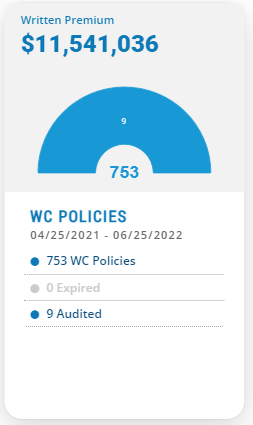 Written Premium
$11,541,036
9
753
WC POLICIES
04/25/2021 - 06/25/2022
753 WC Policies
0 Expired
9 Audited